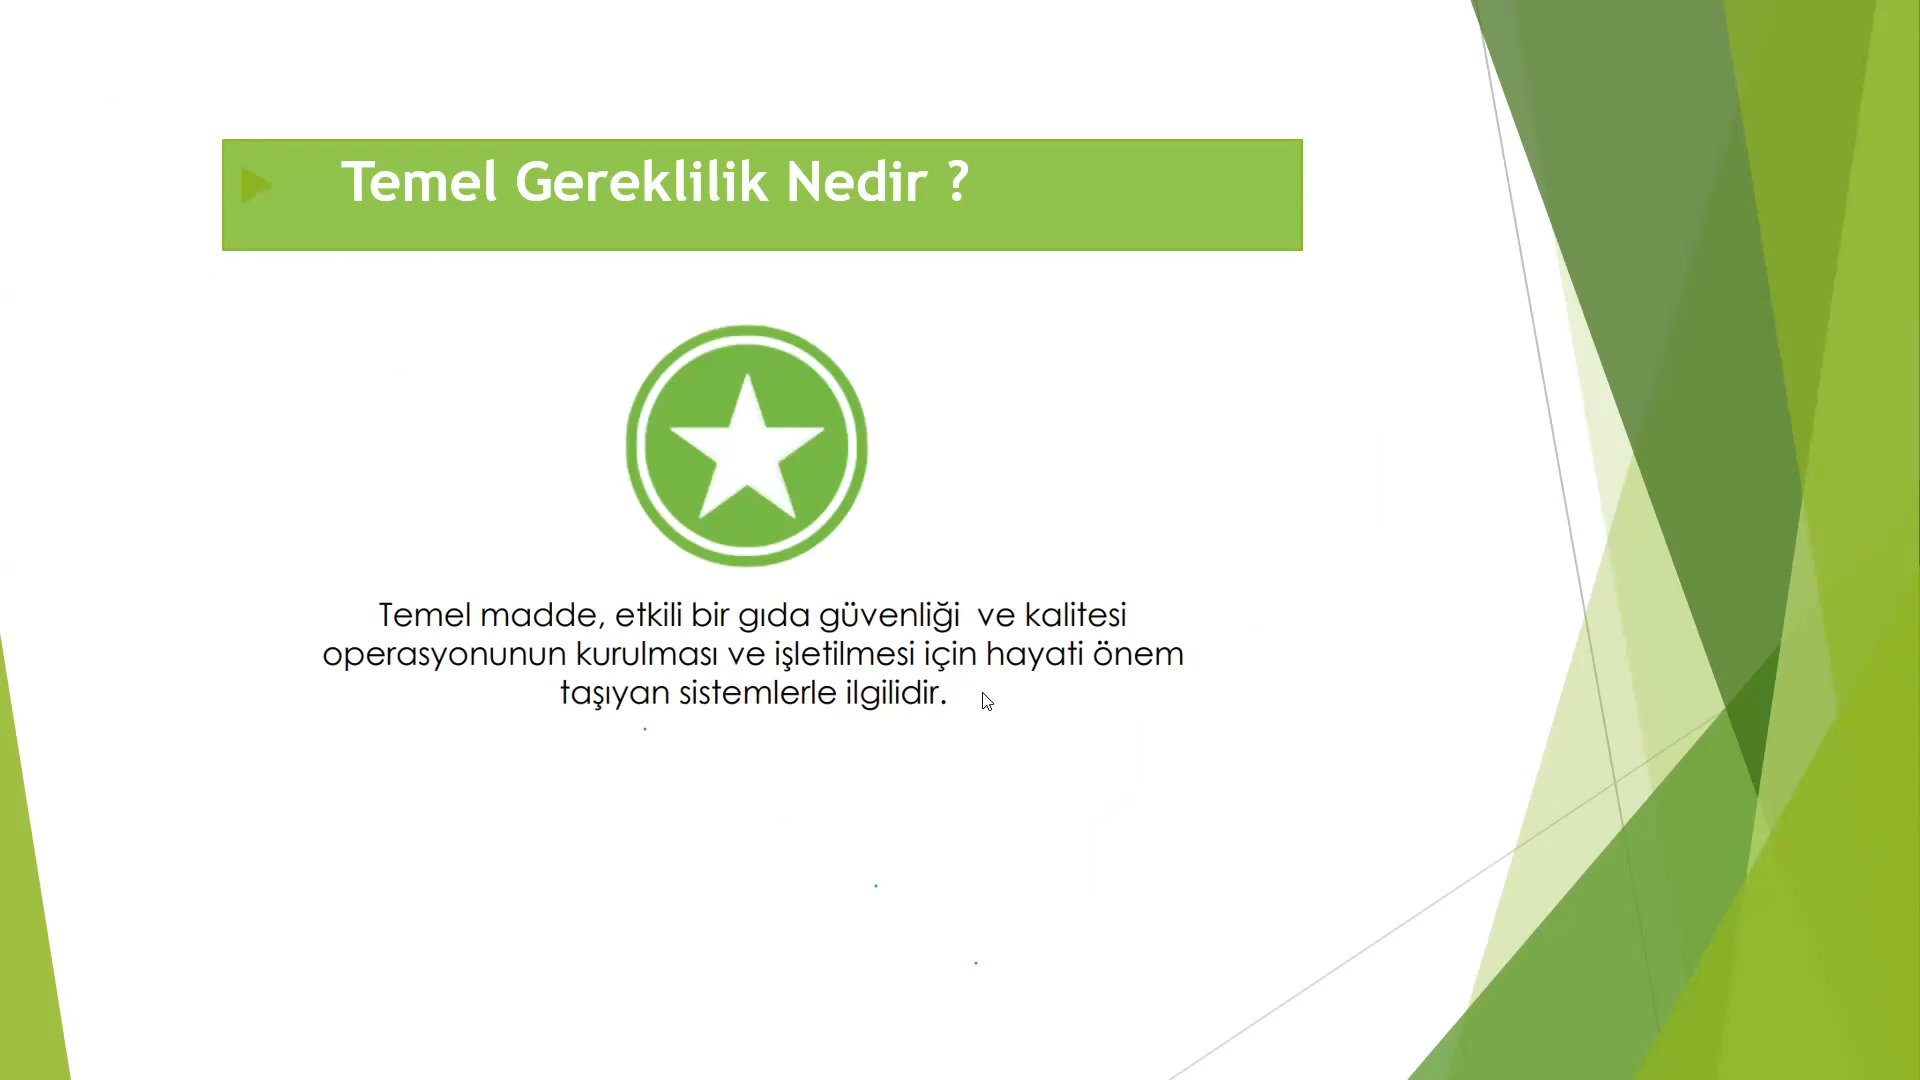 Temel Gereklilik Nedir ?
Temel madde, etkili bir gıda güvenliği ve kalitesi
operasyonunun kurulması ve işletilmesi için hayati önem
taşıyan sistemlerle ilgilidir.